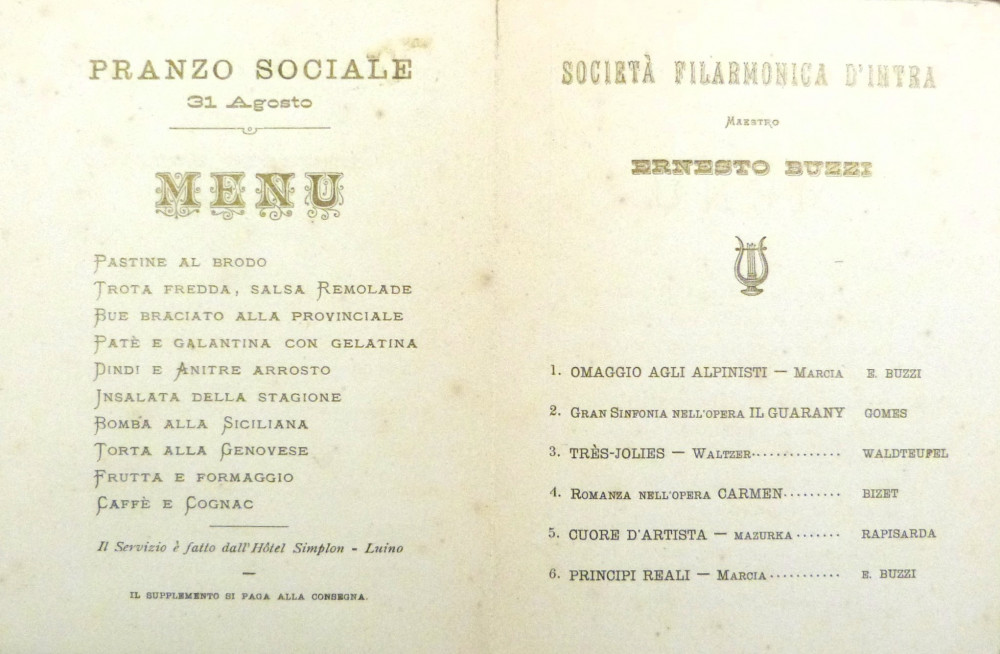 PRANZO SOCIALE
31 Agosto
MENU
PASTINE AL BRODO
TROTA FREDDA, SALSA REMOLADE
BUE BRACIATO ALLA PROVINCIALE
PATÈ E GALANTINA CON GELATINA
DINDI E ANITRE ARROSTO
INSALATA DELLA STAGIONE
BOMBA ALLA SICILIANA
TORTA ALLA GENOVESE
FRUTTA E FORMAGGIO
CAFFÈ E COGNAC
Il Servizio è fatto dall'Hôtel Simplon - Luino
IL SUPPLEMENTO SI PAGA ALLA CONSEGNA.
SOCIETÀ FILARMONICA D'INTRA
MAESTRO
ERNESTO BUZZI
1. OMAGGIO AGLI ALPINISTI — MARCIA E. BUZZI
2. GRAN SINFONIA NELL'OPERA IL GUARANY GOMES
3. TRÈS-JOLIES — WALTZER ............. WALDTEUFEL
4. ROMANZA NELL'OPERA CARMEN ......... BIZET
5. CUORE D'ARTISTA — MAZURKA ....... RAPISARDA
6. PRINCIPI REALI — MARCIA ........... E. BUZZI